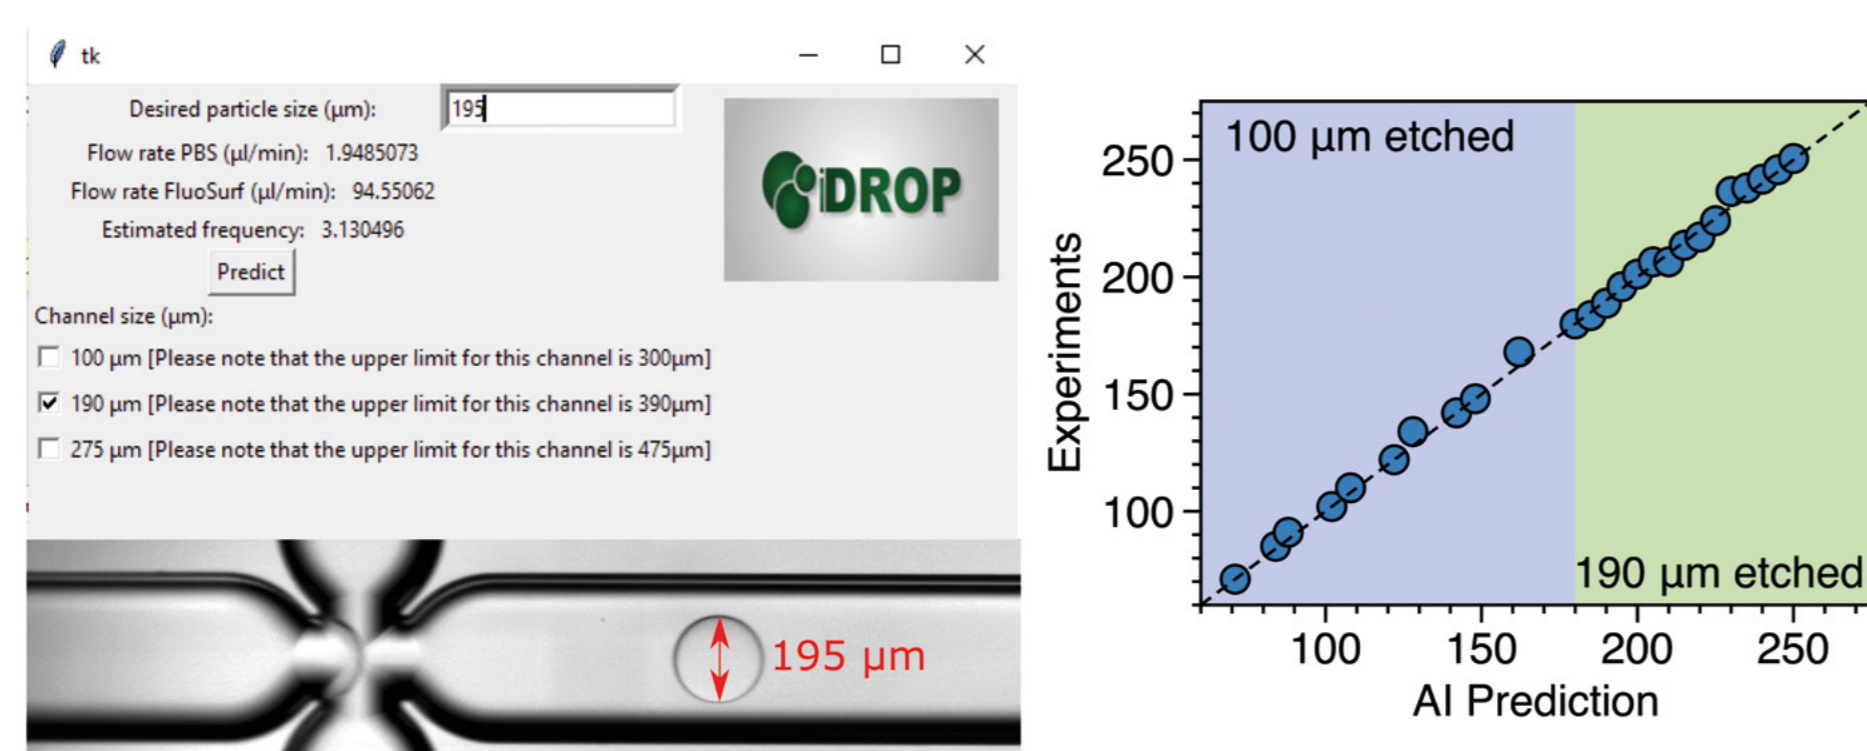 tk
Desired particle size (µm): 195
Flow rate PBS (µl/min): 1.9485073
Flow rate FluoSurf (µl/min): 94.55062
Estimated frequency: 3.130496
Predict
iDROP
Channel size (µm):
100 µm [Please note that the upper limit for this channel is 300µm]
190 µm [Please note that the upper limit for this channel is 390µm]
275 µm [Please note that the upper limit for this channel is 475µm]
195 µm
100 µm etched
190 µm etched
Experiments
250
200
150
100
100 150 200 250
AI Prediction